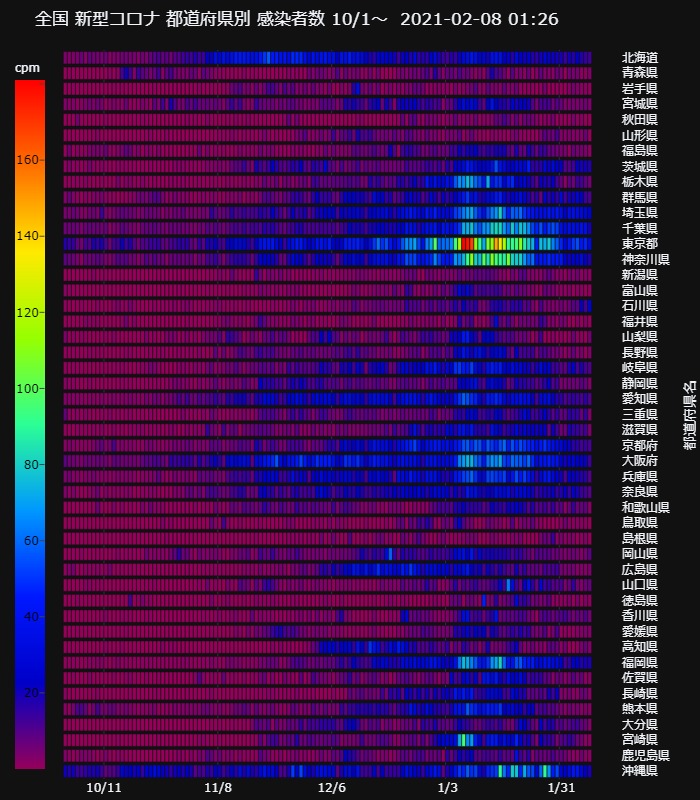 全国 新型コロナ 都道府県別 感染者数 10/1～ 2021-02-08 01:26
cpm
160
140
120
100
80
60
40
20
北海道
青森県
岩手県
宮城県
秋田県
山形県
福島県
茨城県
栃木県
群馬県
埼玉県
千葉県
東京都
神奈川県
新潟県
富山県
石川県
福井県
山梨県
長野県
岐阜県
静岡県
愛知県
三重県
滋賀県
京都府
大阪府
兵庫県
奈良県
和歌山県
鳥取県
島根県
岡山県
広島県
山口県
徳島県
香川県
愛媛県
高知県
福岡県
佐賀県
長崎県
熊本県
大分県
宮崎県
鹿児島県
沖縄県
都道府県名
10/11 11/8 12/6 1/3 1/31